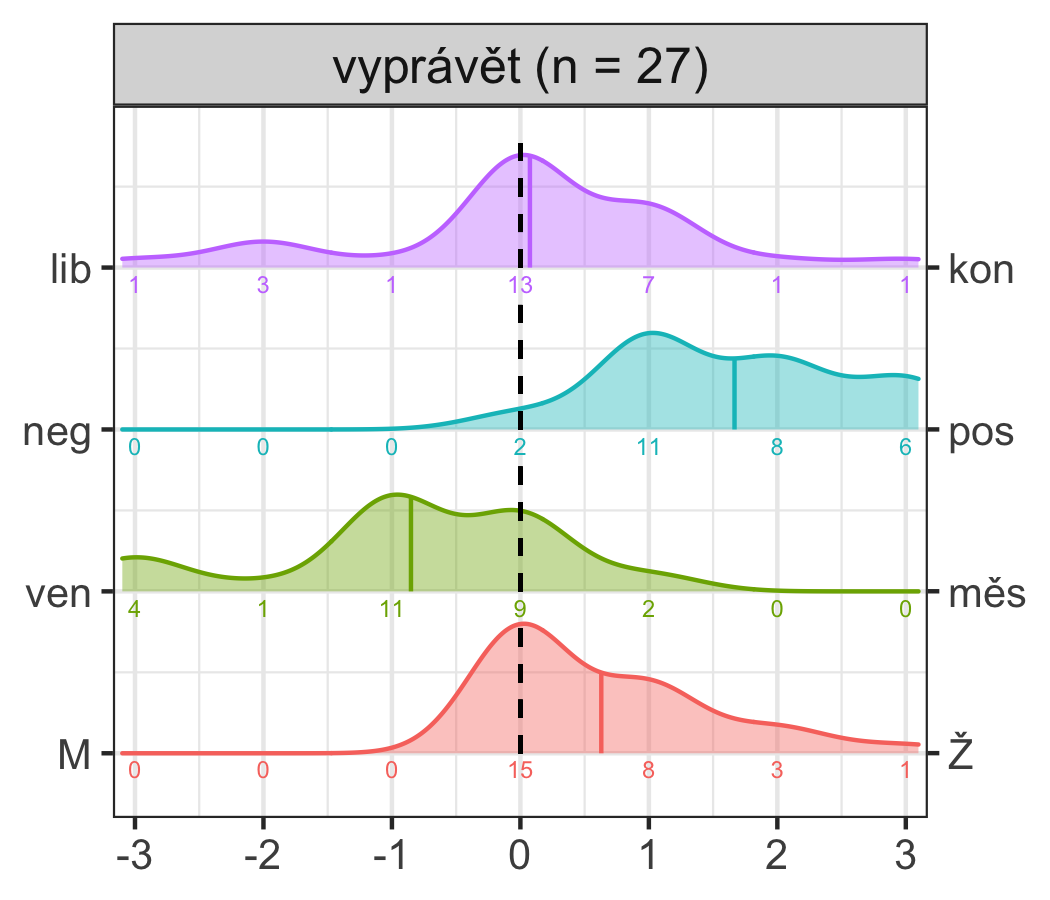 vyprávět (n = 27)
lib kon
1 3 1 13 7 1 1
neg pos
0 0 0 2 11 8 6
ven měs
4 1 11 9 2 0 0
M Ž
0 0 0 15 8 3 1
-3 -2 -1 0 1 2 3